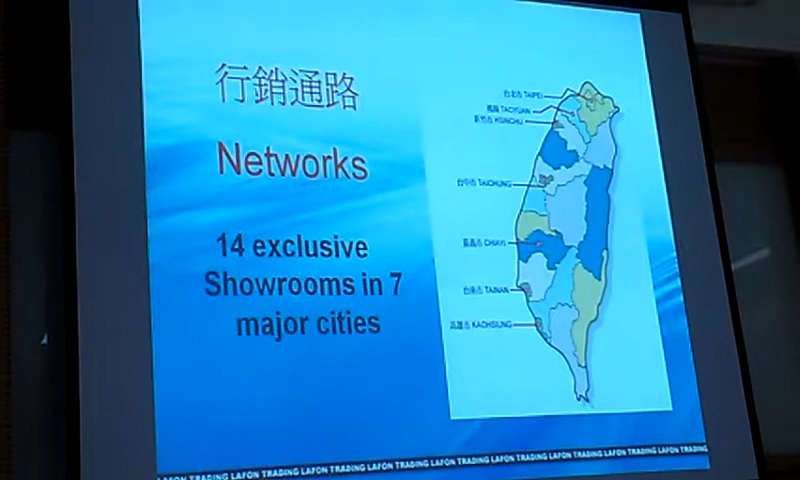 行銷通路
Networks
14 exclusive
Showrooms in 7
major cities
台北市 TAIPEI
桃園 TAOYUAN
新竹市 HSINCHU
台中市 TAICHUNG
嘉義市 CHIAYI
台南市 TAINAN
高雄市 KAOHSIUNG
LAFON TRADING LAFON TRADING LAFON TRADING LAFON TRADING LAFON TRADING LAFON TRADING LAFON TRADING LAFON TRADING